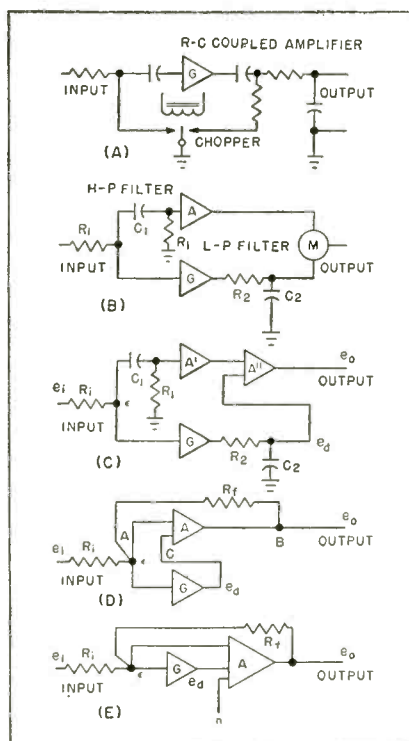 R-C COUPLED AMPLIFIER
G
INPUT
OUTPUT
CHOPPER
(A)
H-P FILTER
C1
A
R1
R1
L-P FILTER
M
INPUT
OUTPUT
G
R2
C2
(B)
C1
A'
A"
eo
ei
Ri
R1
ϵ
OUTPUT
INPUT
G
R2
ed
C2
(C)
Rf
A
A
eo
ei
Ri
ϵ
B
C
OUTPUT
INPUT
G
ed
(D)
Rf
ei
Ri
eo
G
A
ϵ
ed
OUTPUT
INPUT
n
(E)